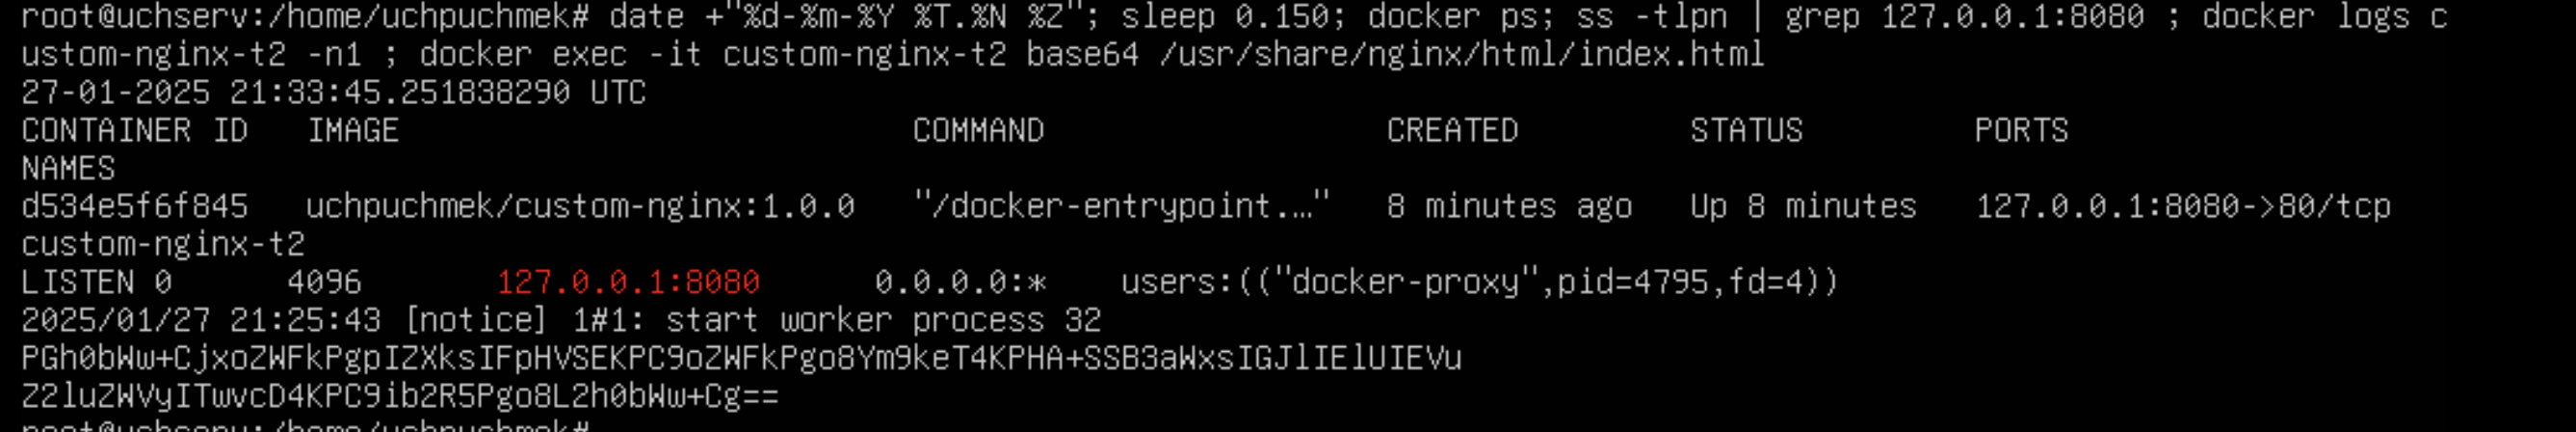 root@uchserv:/home/uchpuchmek# date +"%d-%m-%Y %T.%N %Z"; sleep 0.150; docker ps; ss -tlpn | grep 127.0.0.1:8080 ; docker logs c
ustom-nginx-t2 -n1 ; docker exec -it custom-nginx-t2 base64 /usr/share/nginx/html/index.html
27-01-2025 21:33:45.251838290 UTC
CONTAINER ID   IMAGE                           COMMAND                  CREATED         STATUS         PORTS
NAMES
d534e5f6f845   uchpuchmek/custom-nginx:1.0.0   "/docker-entrypoint.…"   8 minutes ago   Up 8 minutes   127.0.0.1:8080->80/tcp
custom-nginx-t2
LISTEN 0      4096       127.0.0.1:8080      0.0.0.0:*    users:(("docker-proxy",pid=4795,fd=4))
2025/01/27 21:25:43 [notice] 1#1: start worker process 32
PGh0bWw+CjxoZWFkPgpIZXksIFpHVSEKPC9oZWFkPgo8Ym9keT4KPHA+SSB3aWxsIGJlIElUIEVu
Z2luZWVyITwvcD4KPC9ib2R5Pgo8L2h0bWw+Cg==
root@uchserv:/home/uchpuchmek#